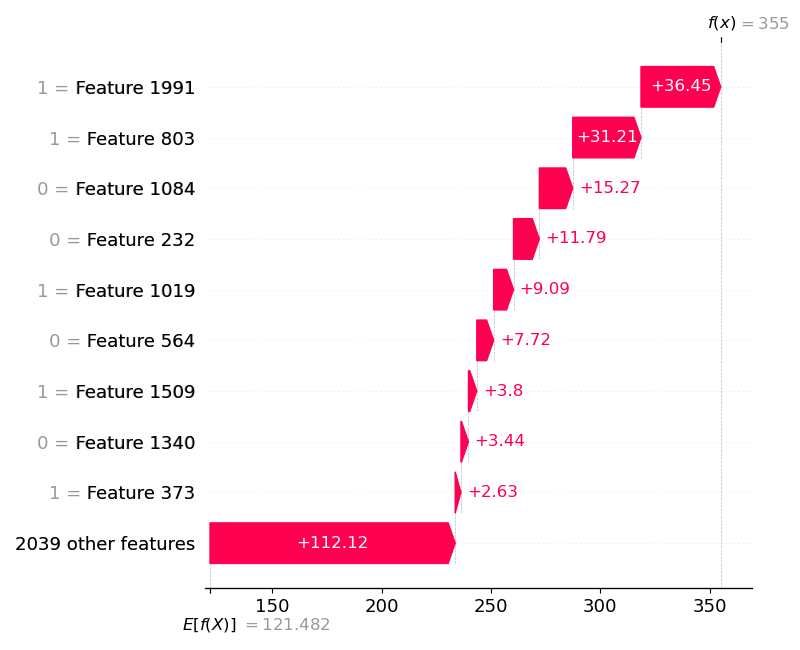 f(x) = 355
1 = Feature 1991
+36.45
1 = Feature 803
+31.21
0 = Feature 1084
+15.27
0 = Feature 232
+11.79
1 = Feature 1019
+9.09
0 = Feature 564
+7.72
1 = Feature 1509
+3.8
0 = Feature 1340
+3.44
1 = Feature 373
+2.63
2039 other features
+112.12
150 200 250 300 350
E[f(X)] = 121.482